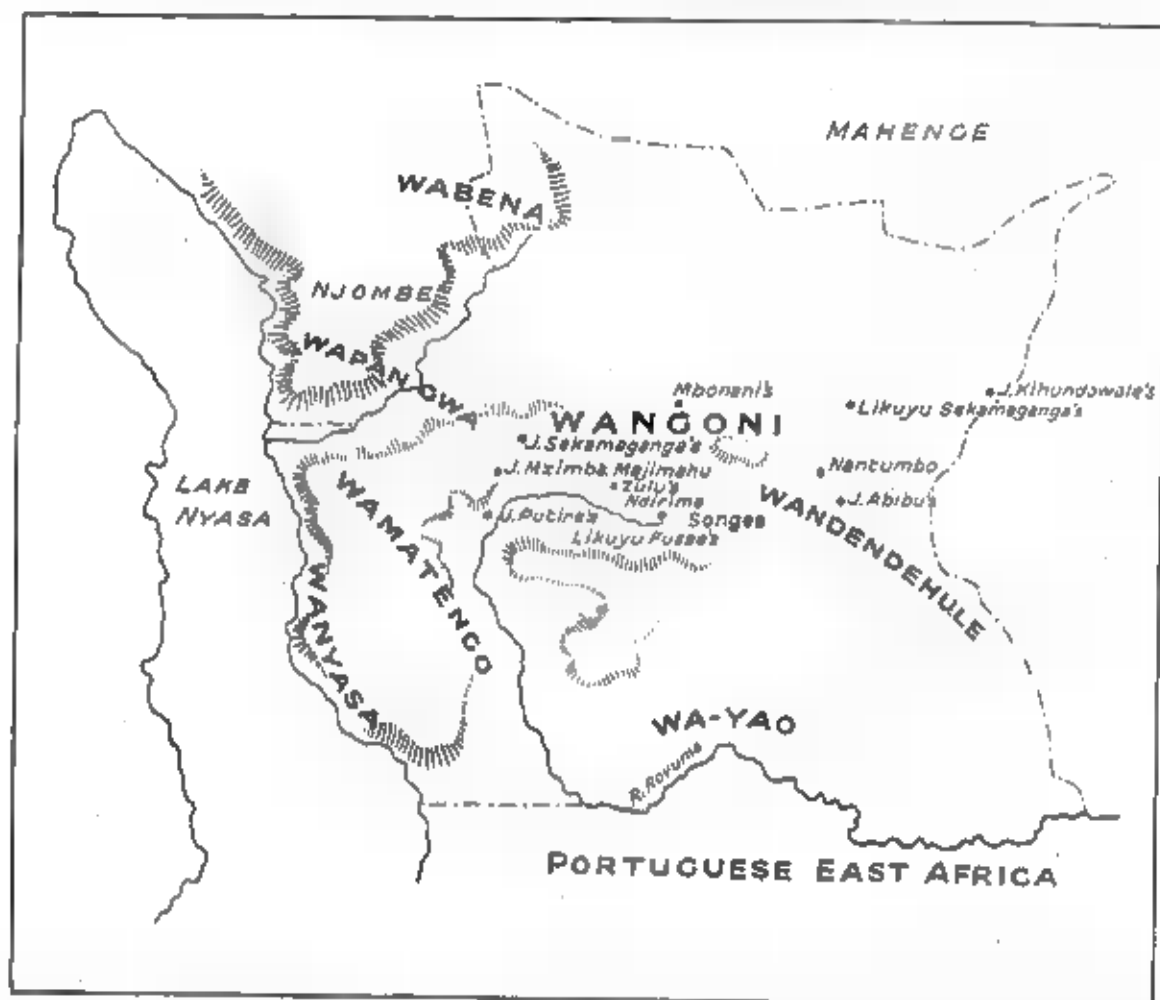 MAHENGE
WABENA
NJOMBE
WAPANGWA
Mbonani's
J. Kihundawale's
Likuyu Sekamaganga's
WANGONI
J. Sekamaganga's
J. Mzimba Majimahu
Nantumbo
LAKE
NYASA
Zulu's
WAMATENGO
Ndirima
J. Abibu's
WANDENDEHULE
J. Putire's
Songea
Likuyu Fusse's
WANYASA
WA-YAO
R. Rovuma
PORTUGUESE EAST AFRICA